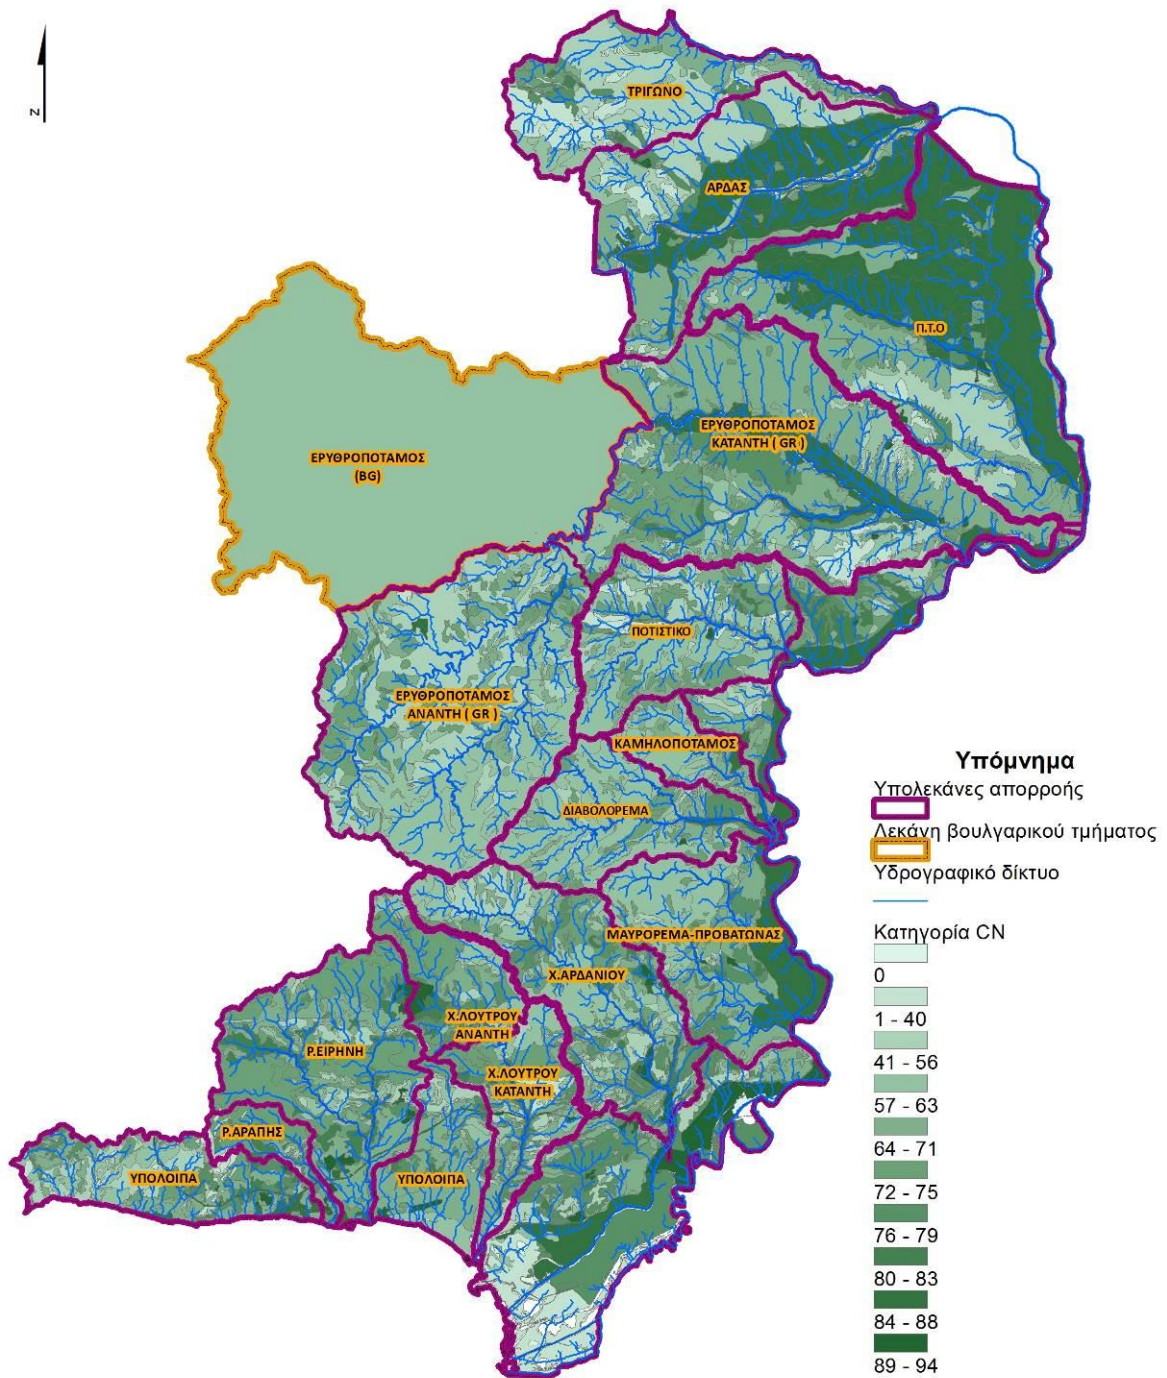 Z
ΤΡΙΓΩΝΟ
ΑΡΔΑΣ
Π.Τ.Ο
ΕΡΥΘΡΟΠΟΤΑΜΟΣ
ΚΑΤΑΝΤΗ ( GR )
ΕΡΥΘΡΟΠΟΤΑΜΟΣ
(BG)
ΠΟΤΙΣΤΙΚΟ
ΕΡΥΘΡΟΠΟΤΑΜΟΣ
ΑΝΑΝΤΗ ( GR )
ΚΑΜΗΛΟΠΟΤΑΜΟΣ
ΔΙΑΒΟΛΟΡΕΜΑ
ΜΑΥΡΟΡΕΜΑ-ΠΡΟΒΑΤΩΝΑΣ
Χ.ΑΡΔΑΝΙΟΥ
Χ.ΛΟΥΤΡΟΥ
ΑΝΑΝΤΗ
Ρ.ΕΙΡΗΝΗ
Χ.ΛΟΥΤΡΟΥ
ΚΑΤΑΝΤΗ
Ρ.ΑΡΑΠΗΣ
ΥΠΟΛΟΙΠΑ
ΥΠΟΛΟΙΠΑ
Υπόμνημα
Υπολεκάνες απορροής
Λεκάνη βουλγαρικού τμήματος
Υδρογραφικό δίκτυο
Κατηγορία CN
0
1 - 40
41 - 56
57 - 63
64 - 71
72 - 75
76 - 79
80 - 83
84 - 88
89 - 94